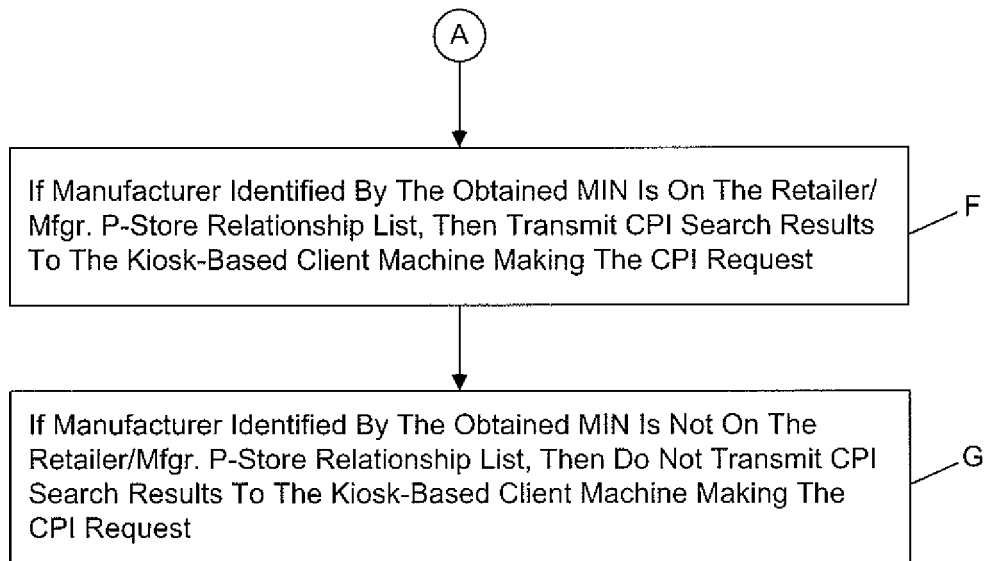 A
If Manufacturer Identified By The Obtained MIN Is On The Retailer/
Mfgr. P-Store Relationship List, Then Transmit CPI Search Results
To The Kiosk-Based Client Machine Making The CPI Request
F
If Manufacturer Identified By The Obtained MIN Is Not On The
Retailer/Mfgr. P-Store Relationship List, Then Do Not Transmit CPI
Search Results To The Kiosk-Based Client Machine Making The
CPI Request
G